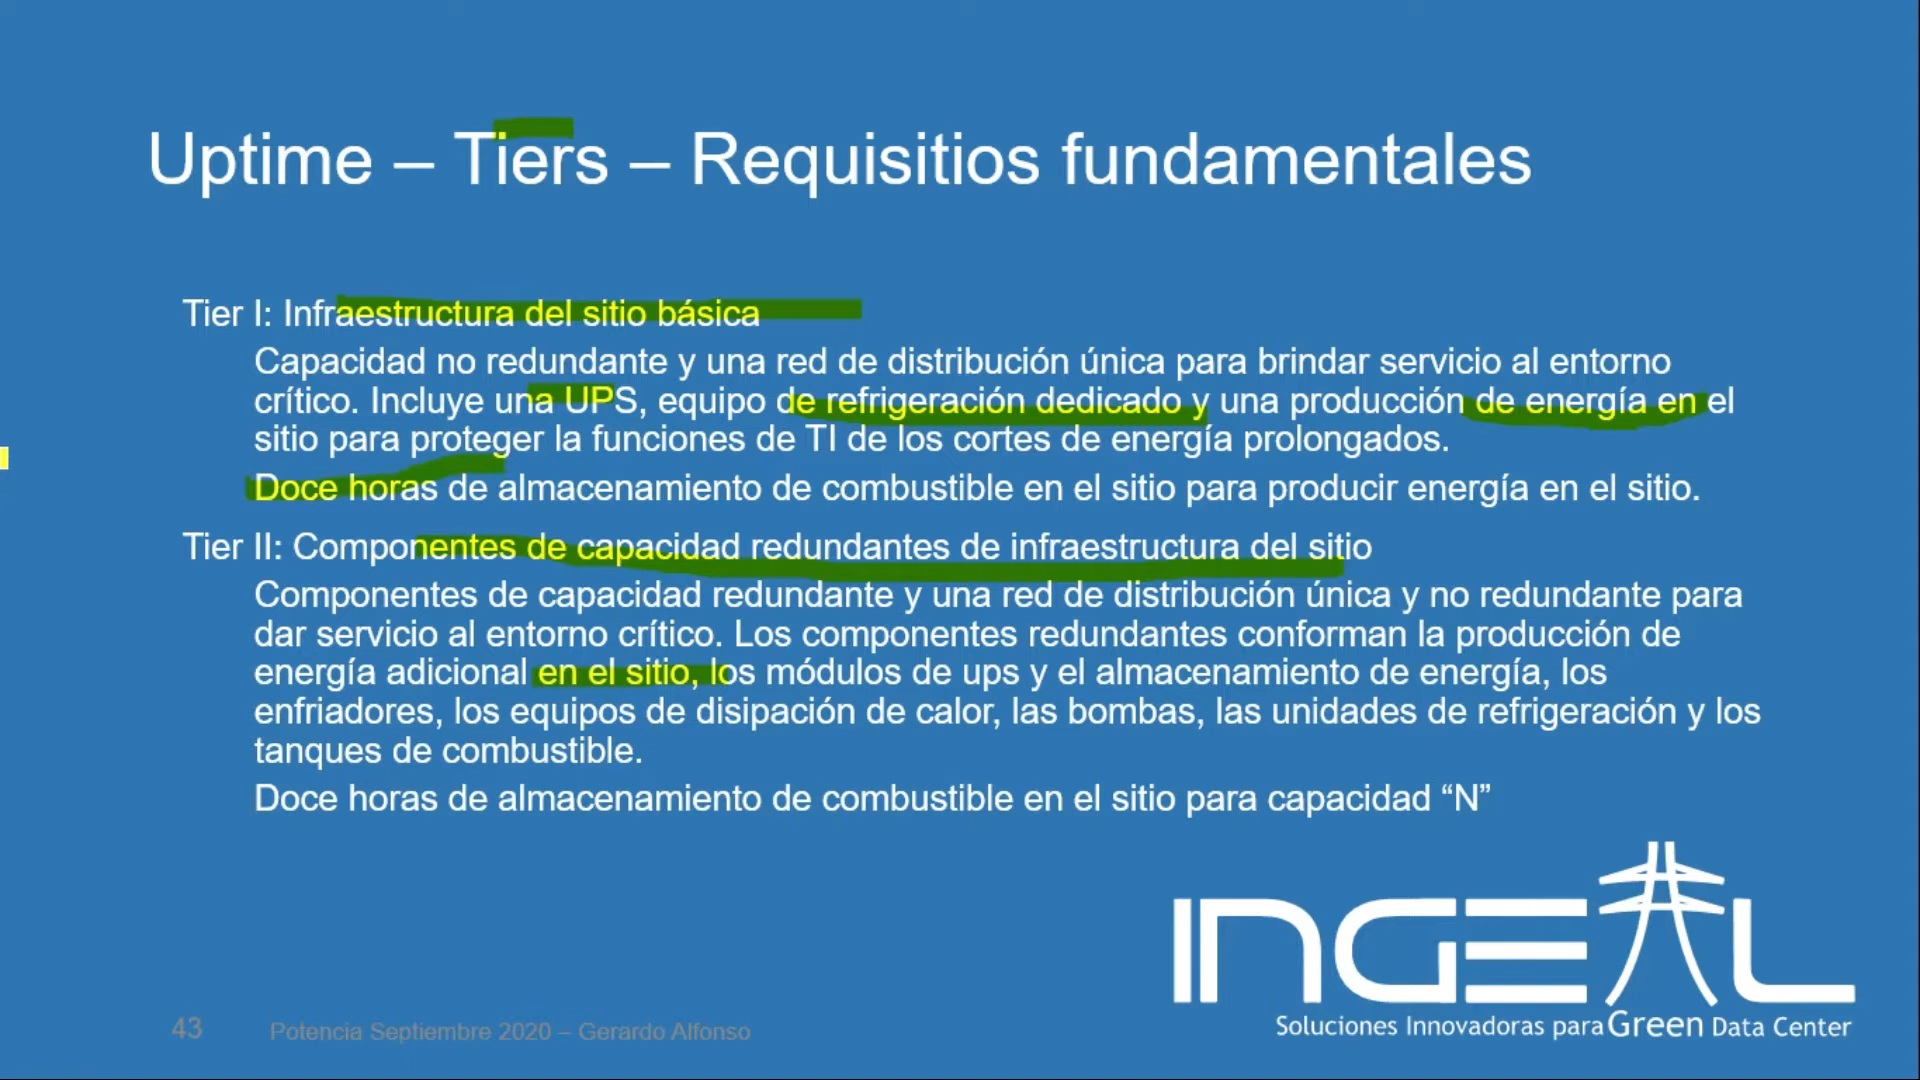 Uptime – Tiers – Requisitios fundamentales
Tier I: Infraestructura del sitio básica
Capacidad no redundante y una red de distribución única para brindar servicio al entorno
crítico. Incluye una UPS, equipo de refrigeración dedicado y una producción de energía en el
sitio para proteger la funciones de TI de los cortes de energía prolongados.
Doce horas de almacenamiento de combustible en el sitio para producir energía en el sitio.
Tier II: Componentes de capacidad redundantes de infraestructura del sitio
Componentes de capacidad redundante y una red de distribución única y no redundante para
dar servicio al entorno crítico. Los componentes redundantes conforman la producción de
energía adicional en el sitio, los módulos de ups y el almacenamiento de energía, los
enfriadores, los equipos de disipación de calor, las bombas, las unidades de refrigeración y los
tanques de combustible.
Doce horas de almacenamiento de combustible en el sitio para capacidad “N”
INGEAL
Soluciones Innovadoras para Green Data Center
43 Potencia Septiembre 2020 – Gerardo Alfonso